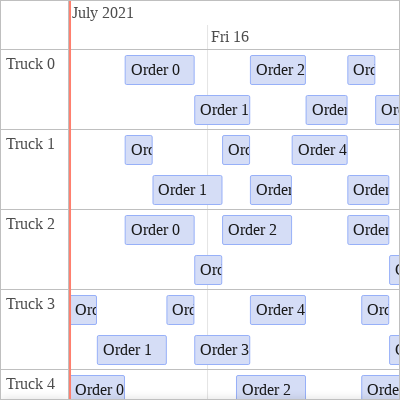 July 2021
Fri 16
Truck 0
Order 0
Order 2
Orc
Order 1
Order
Or
Truck 1
Orc
Orc
Order 4
Order 1
Order
Order
Truck 2
Order 0
Order 2
Order
Orc
Truck 3
Orc
Orc
Order 4
Orc
Order 1
Order 3
Truck 4
Order 0
Order 2
Orde